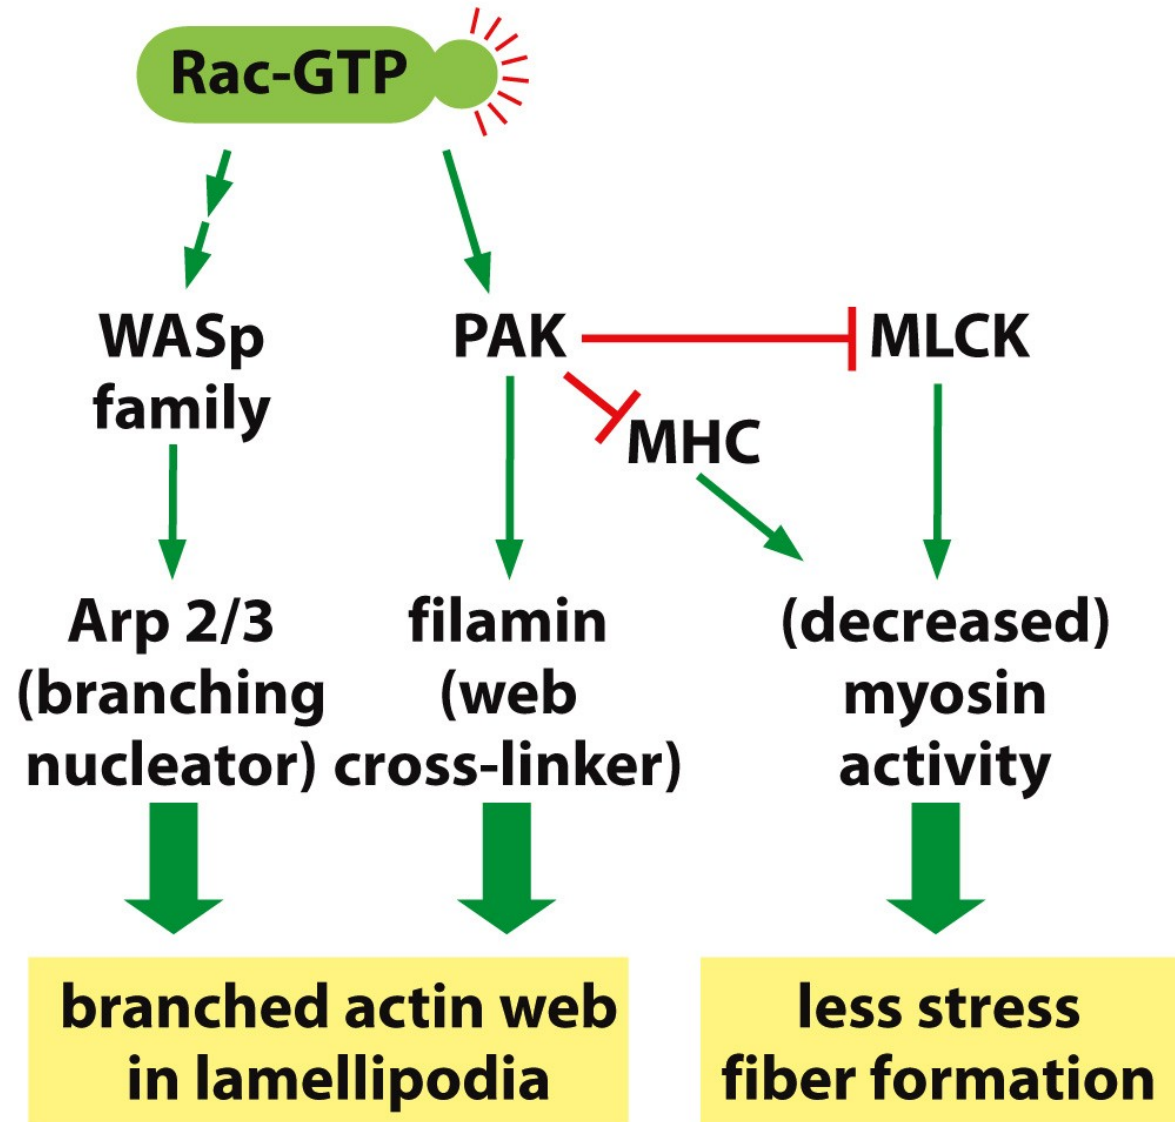 Rac-GTP
WASp
family
PAK
MLCK
MHC
Arp 2/3
(branching
nucleator)
filamin
(web
cross-linker)
(decreased)
myosin
activity
branched actin web
in lamellipodia
less stress
fiber formation